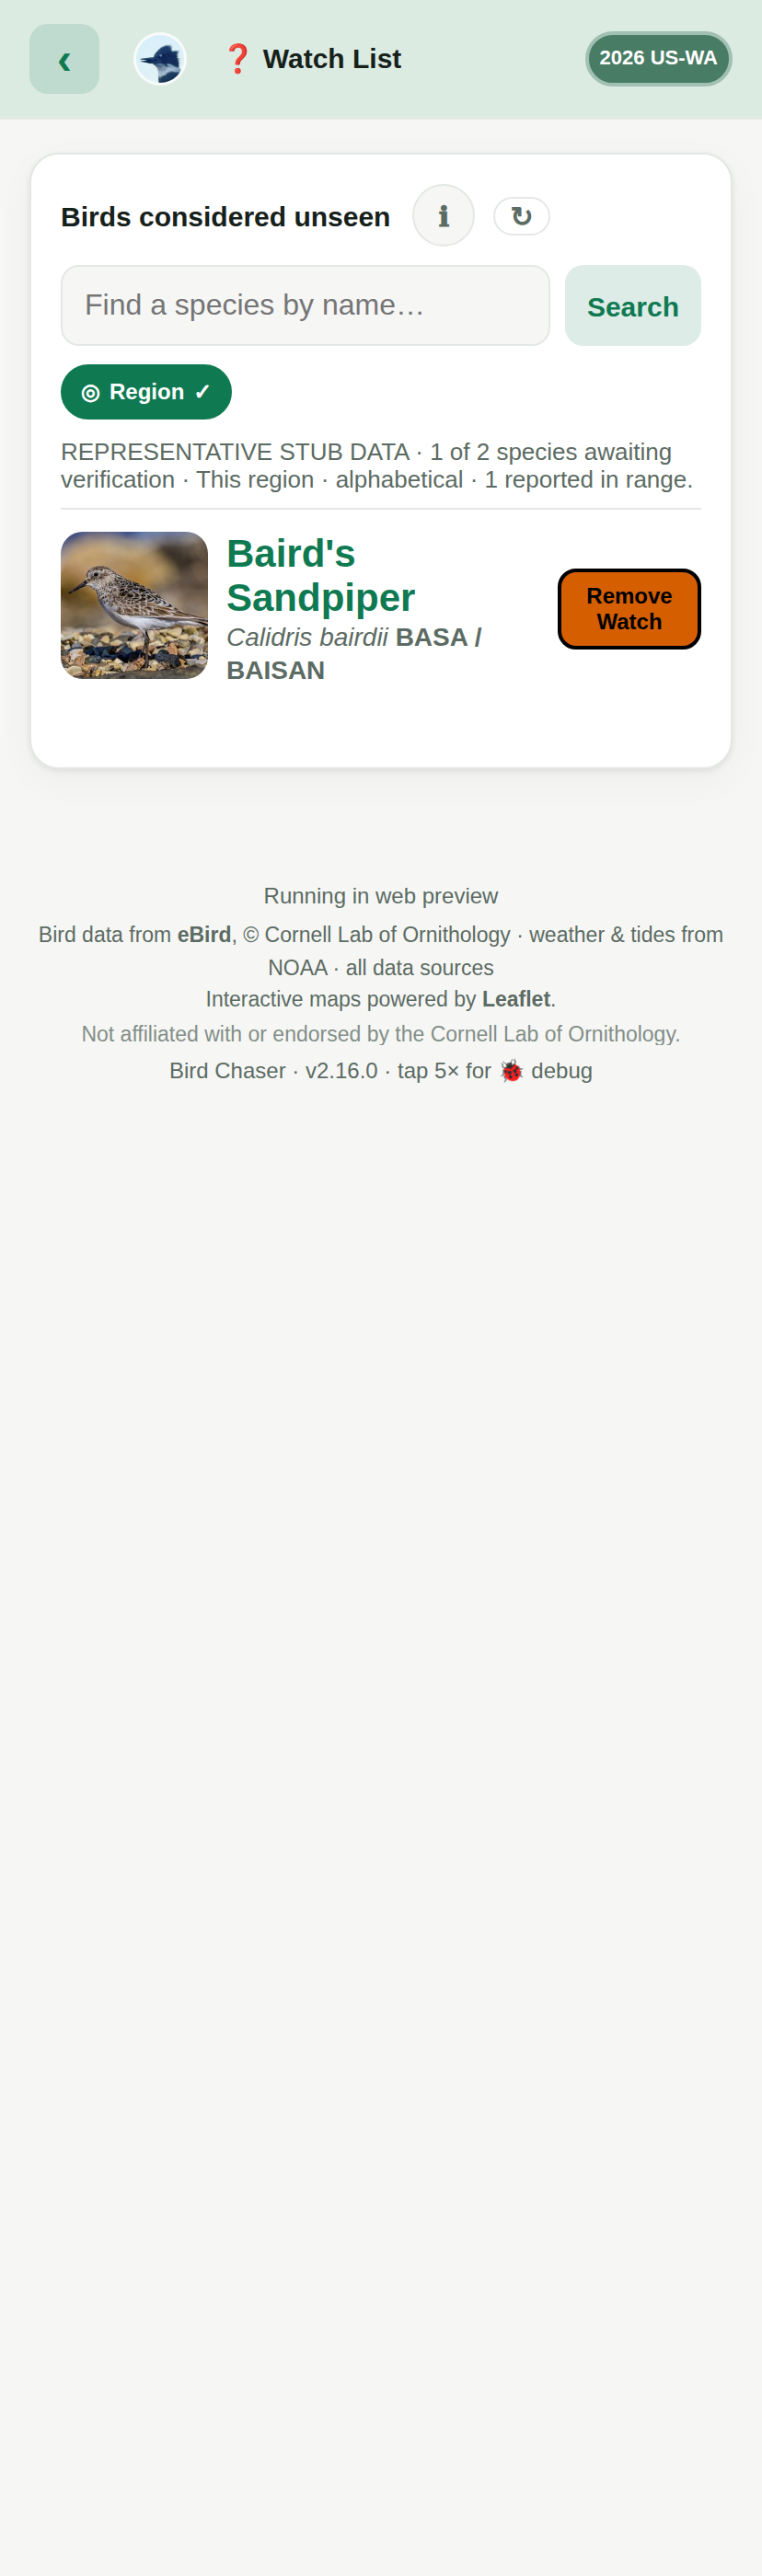 ‹ ❓ Watch List 2026 US-WA
Birds considered unseen ℹ ↻
Find a species by name… Search
◎ Region ✓
REPRESENTATIVE STUB DATA · 1 of 2 species awaiting
verification · This region · alphabetical · 1 reported in range.
Baird's
Sandpiper
Calidris bairdii BASA /
BAISAN
Remove
Watch
Running in web preview
Bird data from eBird, © Cornell Lab of Ornithology · weather & tides from
NOAA · all data sources
Interactive maps powered by Leaflet.
Not affiliated with or endorsed by the Cornell Lab of Ornithology.
Bird Chaser · v2.16.0 · tap 5× for 🐞 debug